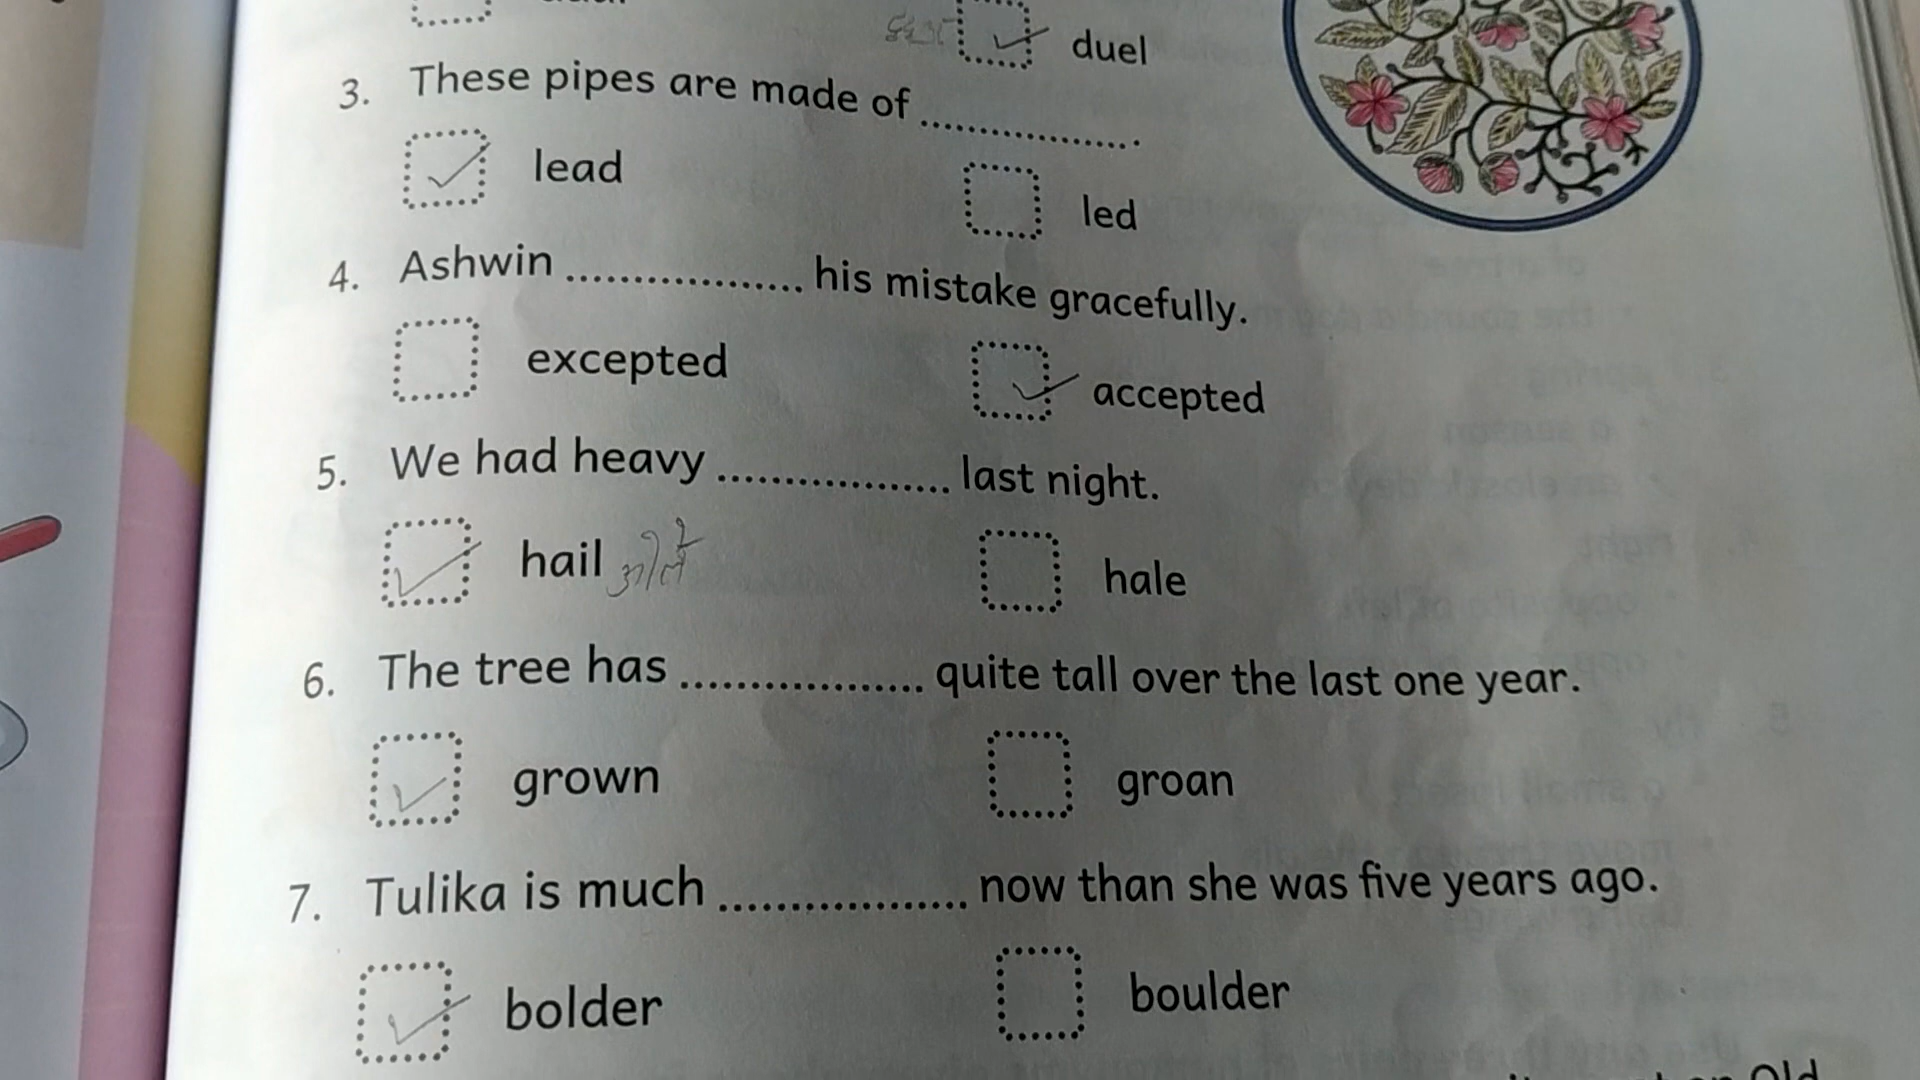 duel
3. These pipes are made of ..................
lead
led
4. Ashwin .................. his mistake gracefully.
excepted
accepted
5. We had heavy .................. last night.
hail ओले
hale
6. The tree has .................. quite tall over the last one year.
grown
groan
7. Tulika is much .................. now than she was five years ago.
bolder
boulder
Old